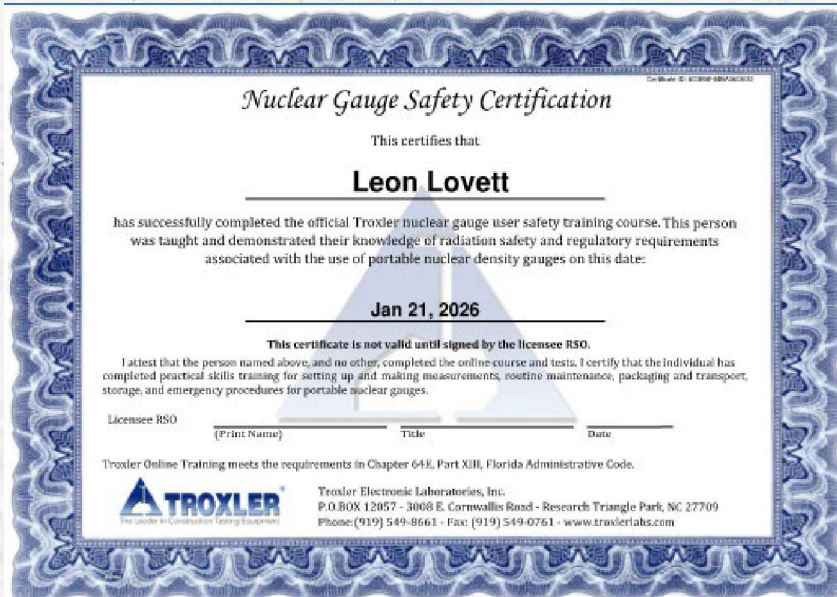 Certificate ID:
Nuclear Gauge Safety Certification
This certifies that
Leon Lovett
has successfully completed the official Troxler nuclear gauge user safety training course. This person
was taught and demonstrated their knowledge of radiation safety and regulatory requirements
associated with the use of portable nuclear density gauges on this date:
Jan 21, 2026
This certificate is not valid until signed by the licensee RSO.
I attest that the person named above, and no other, completed the online course and tests. I certify that the individual has
completed practical skills training for setting up and making measurements, routine maintenance, packaging and transport,
storage, and emergency procedures for portable nuclear gauges.
Licensee RSO
(Print Name) Title Date
Troxler Online Training meets the requirements in Chapter 64E, Part XIII, Florida Administrative Code.
TROXLER
The Leader in Construction Testing Equipment
Troxler Electronic Laboratories, Inc.
P.O.BOX 12057 - 3008 E. Cornwallis Road - Research Triangle Park, NC 27709
Phone:(919) 549-8661 - Fax: (919) 549-0761 - www.troxlerlabs.com